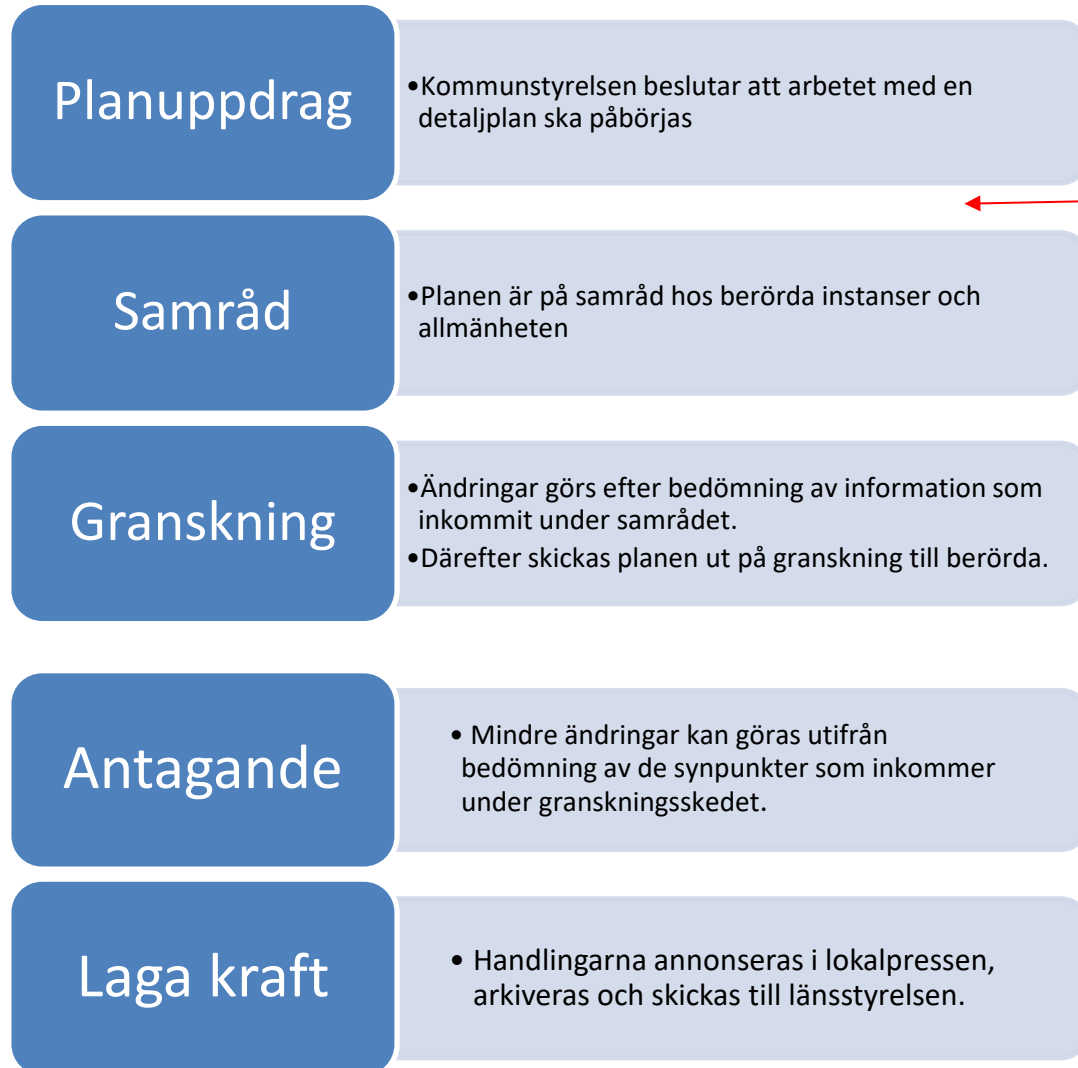 Planuppdrag
•Kommunstyrelsen beslutar att arbetet med en
detaljplan ska påbörjas
Samråd
•Planen är på samråd hos berörda instanser och
allmänheten
Granskning
•Ändringar görs efter bedömning av information som
inkommit under samrådet.
•Därefter skickas planen ut på granskning till berörda.
Antagande
• Mindre ändringar kan göras utifrån
bedömning av de synpunkter som inkommer
under granskningsskedet.
Laga kraft
• Handlingarna annonseras i lokalpressen,
arkiveras och skickas till länsstyrelsen.